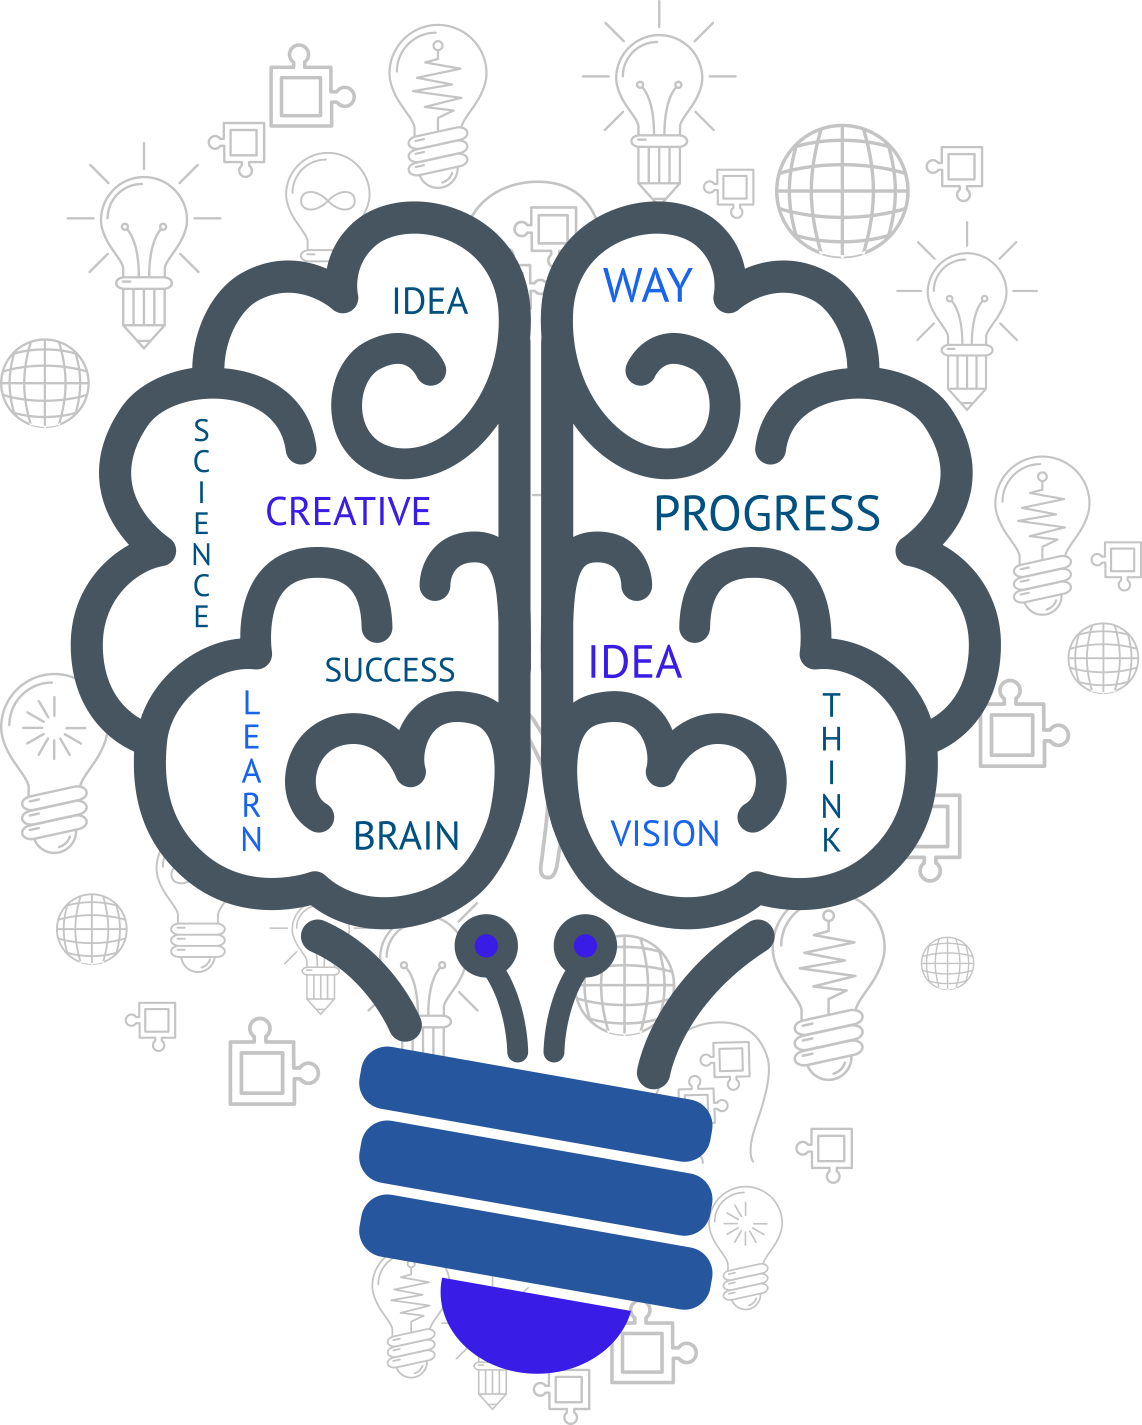 IDEA
WAY
SCIENCE
CREATIVE
PROGRESS
SUCCESS
IDEA
LEARN
THINK
BRAIN
VISION